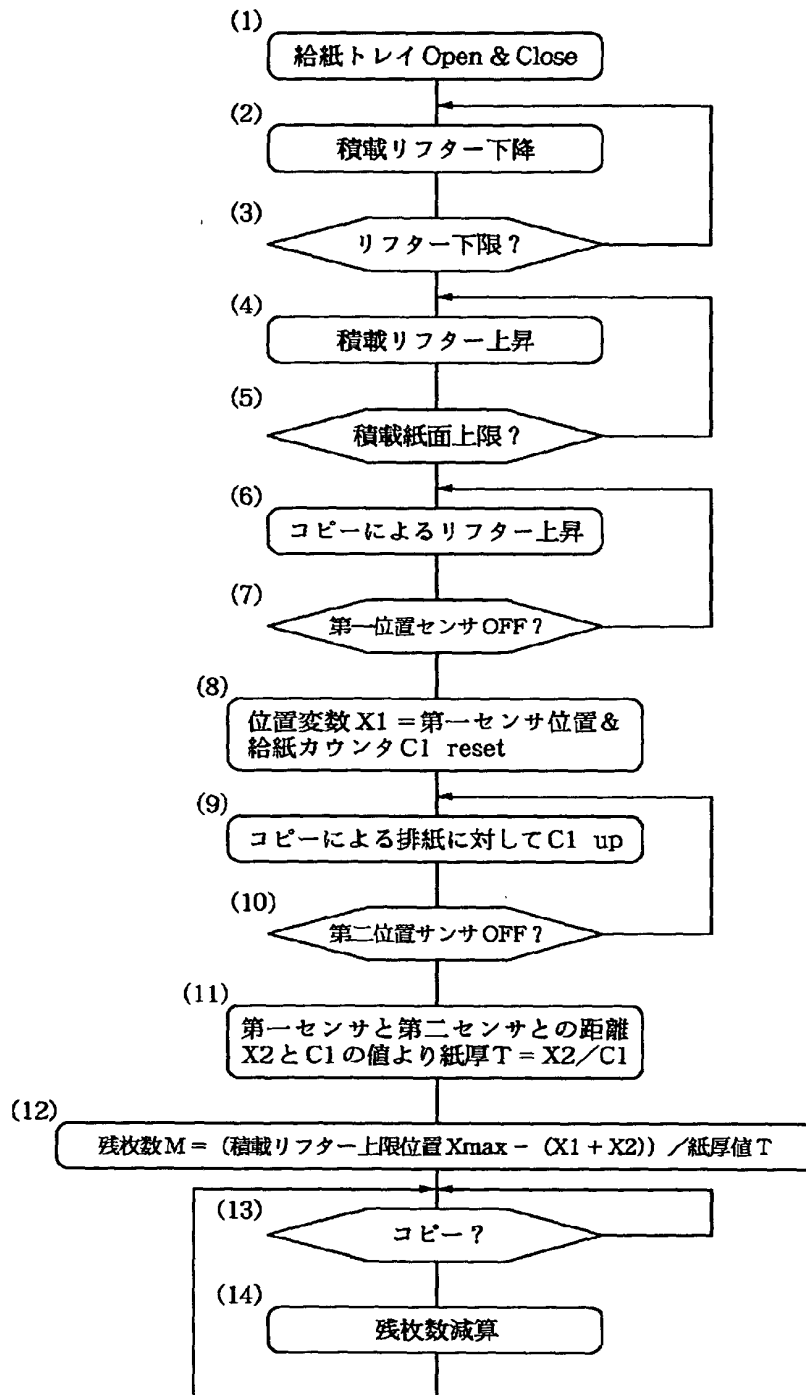 (1)
給紙トレイ Open & Close
(2)
積載リフター下降
(3)
リフター下限？
(4)
積載リフター上昇
(5)
積載紙面上限？
(6)
コピーによるリフター上昇
(7)
第一位置センサ OFF？
(8)
位置変数 X1＝第一センサ位置＆
給紙カウンタ C1 reset
(9)
コピーによる排紙に対して C1 up
(10)
第二位置サンサ OFF？
(11)
第一センサと第二センサとの距離
X2 と C1 の値より紙厚 T＝X2／C1
(12)
残枚数 M＝（積載リフター上限位置 Xmax－（X1＋X2））／紙厚値 T
(13)
コピー？
(14)
残枚数減算